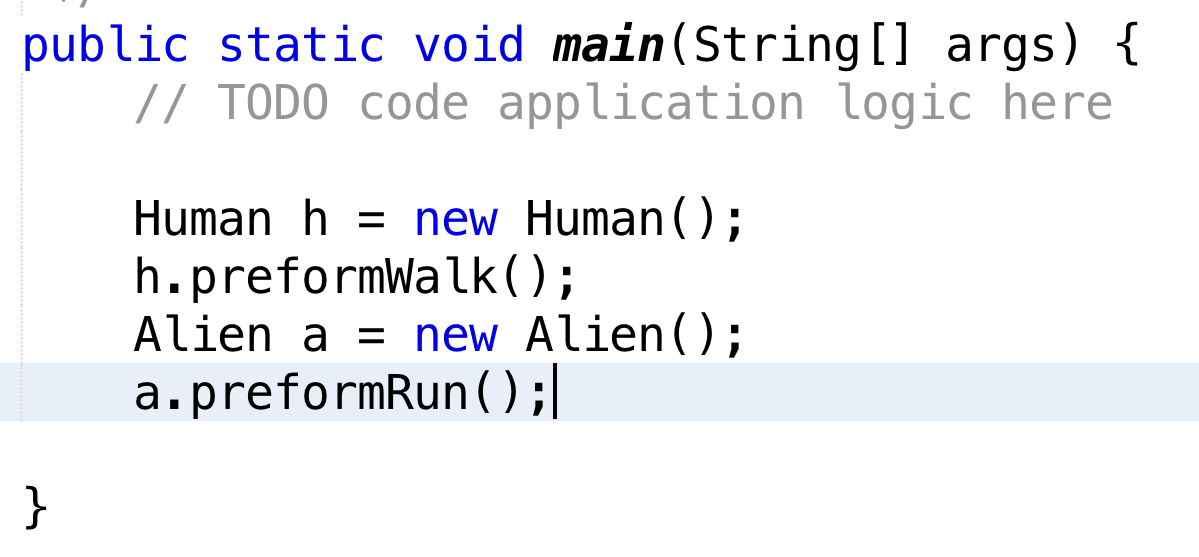 public static void main(String[] args) {
// TODO code application logic here
Human h = new Human();
h.preformWalk();
Alien a = new Alien();
a.preformRun();
}